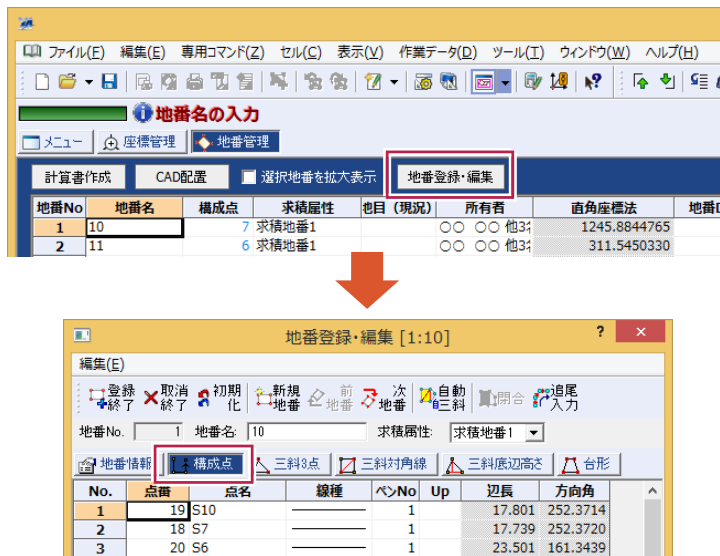 ファイル(F) 編集(E) 専用コマンド(Z) セル(C) 表示(V) 作業データ(D) ツール(T) ウィンドウ(W) ヘルプ(H)
地番名の入力
メニュー 座標管理 地番管理
計算書作成 CAD配置 選択地番を拡大表示 地番登録・編集
地番No 地番名 構成点 求積属性 地目 (現況) 所有者 直角座標法
1 10 7 求積地番1 〇〇 〇〇 他3 1245.8844765
2 11 6 求積地番1 〇〇 〇〇 他3 311.5450330
地番登録・編集 [1:10] ? ×
編集(E)
登録終了 取消終了 初期化 新規地番 前地番 次地番 自動三斜 閉合 追尾入力
地番No. 1 地番名: 10 求積属性: 求積地番1
地番情報 構成点 三斜3点 三斜対角線 三斜底辺高さ 台形
No. 点番 点名 線種 ペンNo Up 辺長 方向角
1 19 S10 1 17.801 252.3714
2 18 S7 1 17.739 252.3720
3 20 S6 1 23.501 161.3439